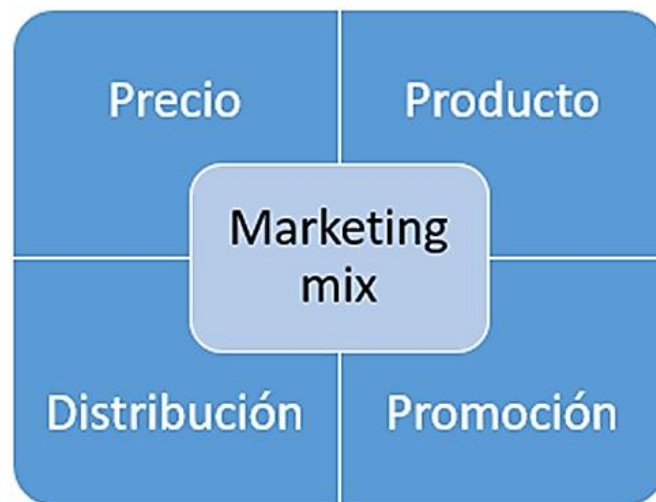 Precio
Producto
Marketing
mix
Distribución
Promoción